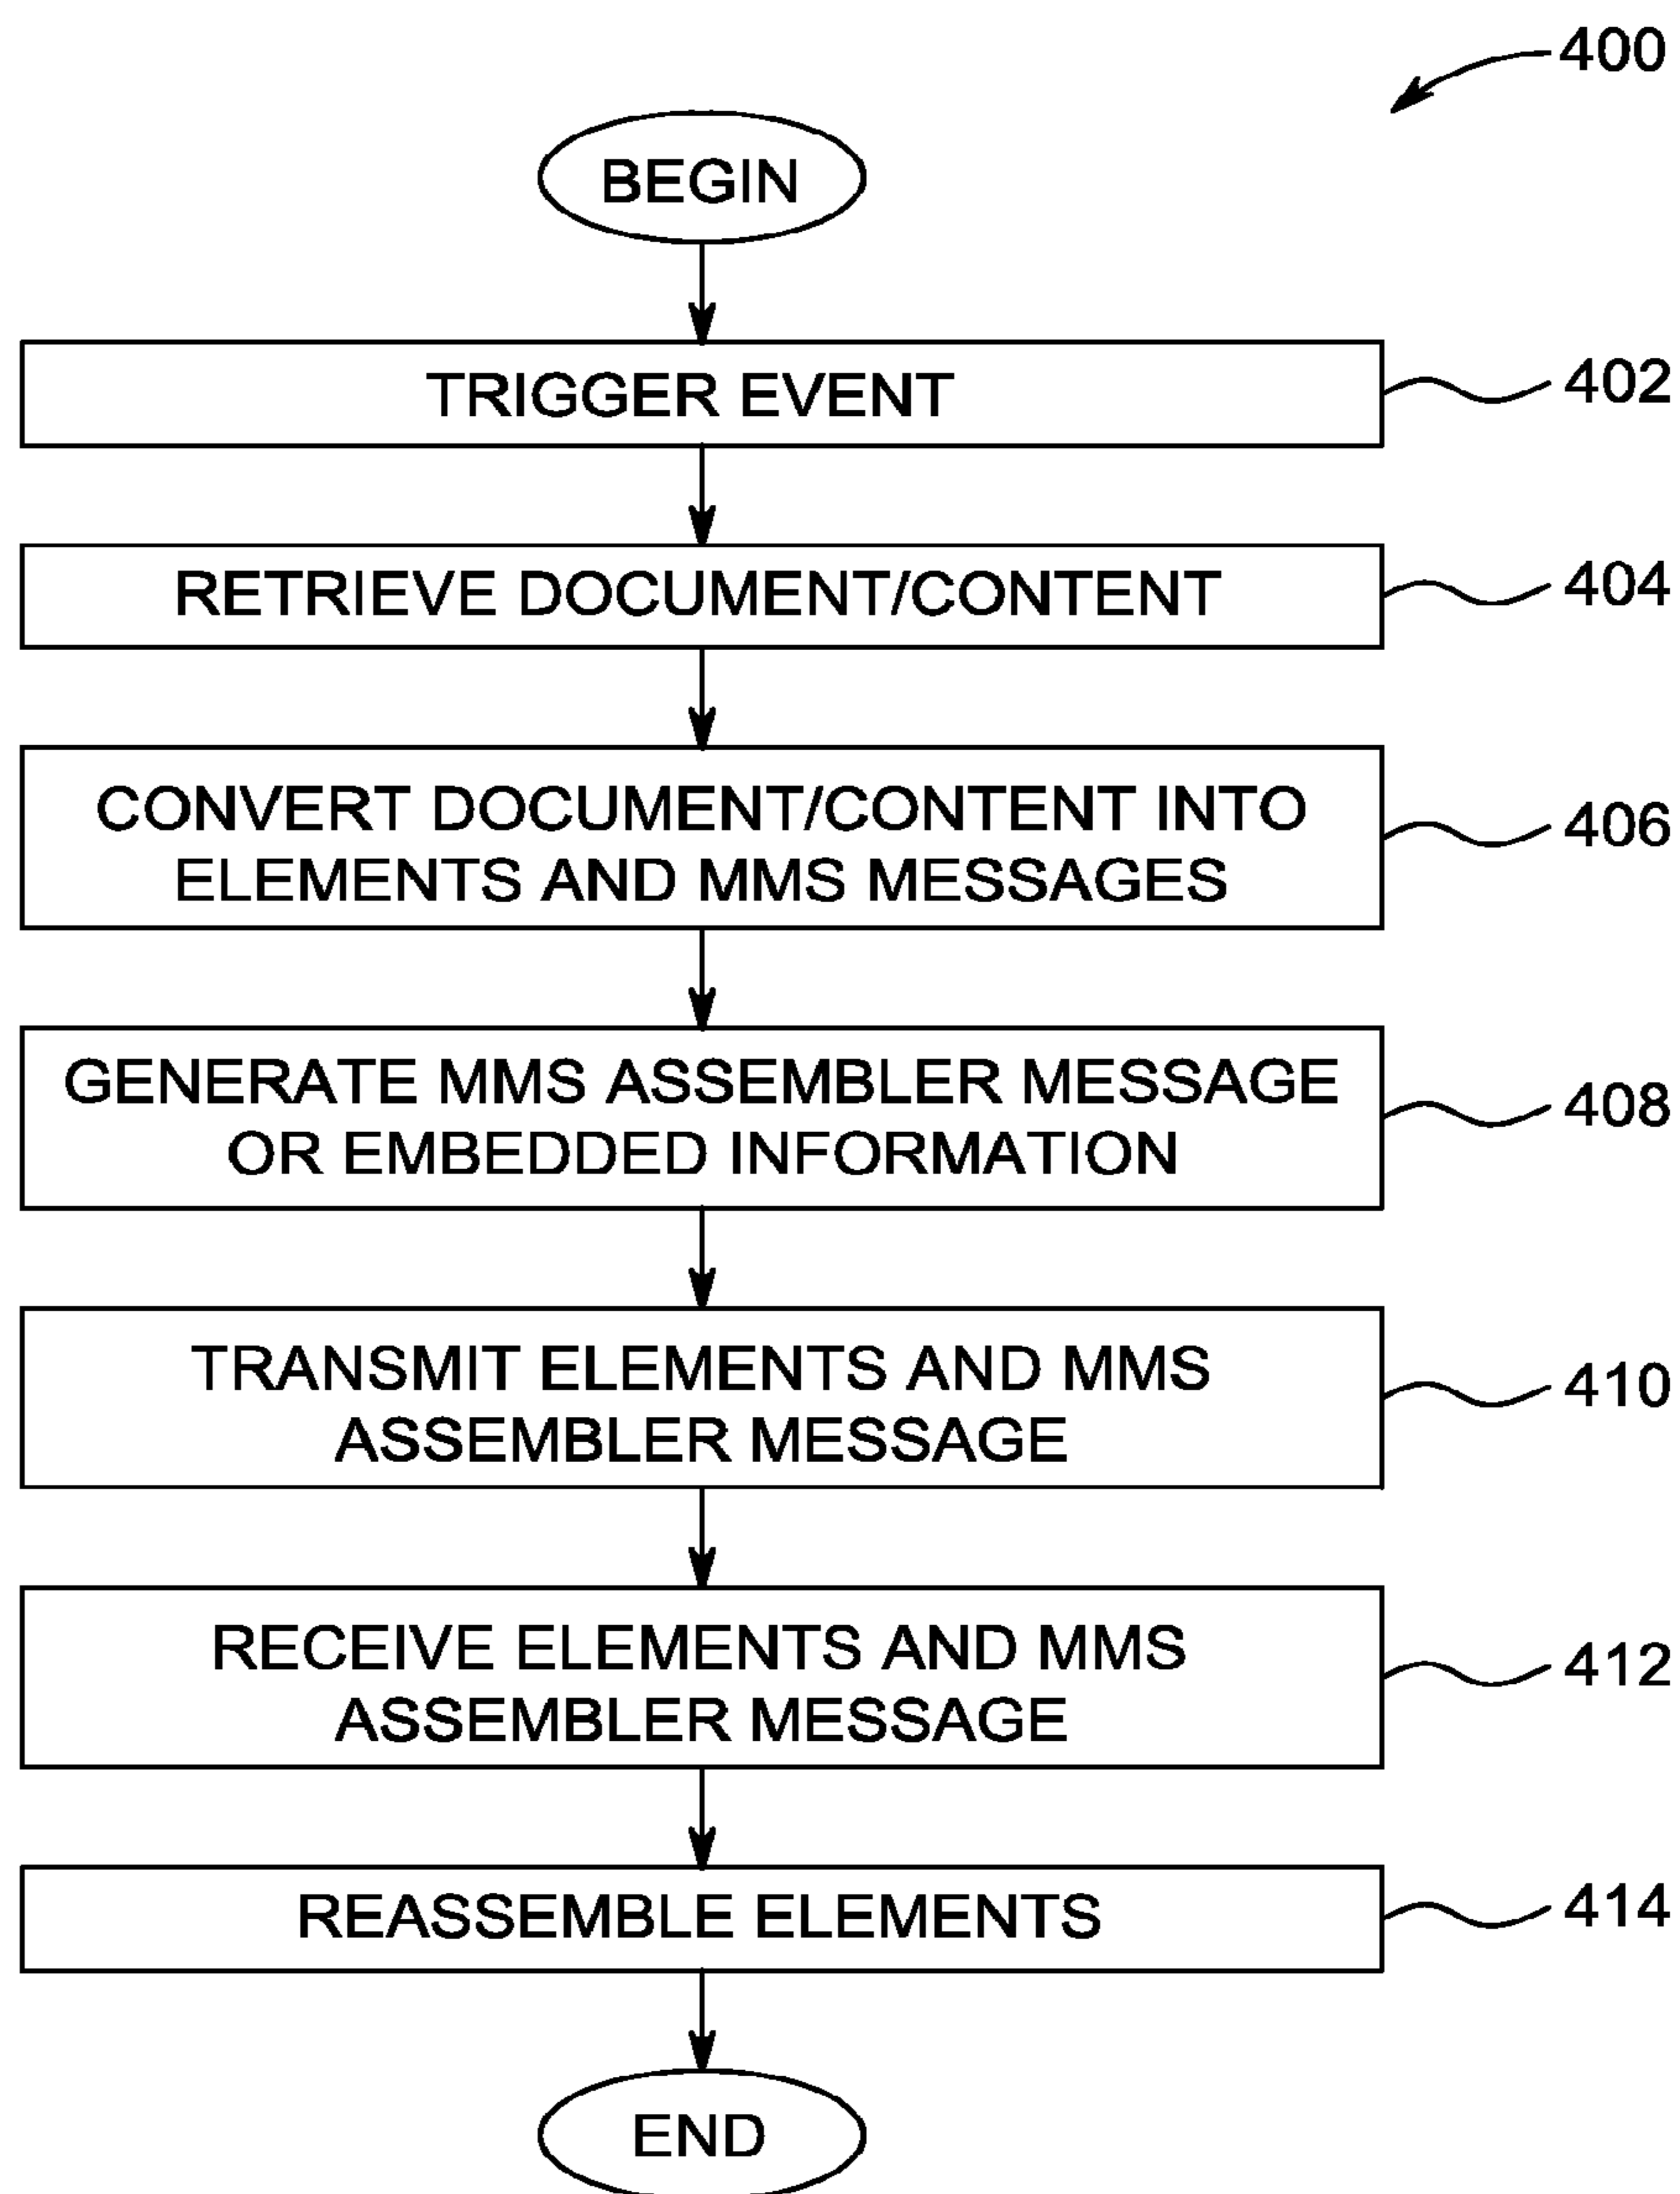 400
BEGIN
TRIGGER EVENT
402
RETRIEVE DOCUMENT/CONTENT
404
CONVERT DOCUMENT/CONTENT INTO
ELEMENTS AND MMS MESSAGES
406
GENERATE MMS ASSEMBLER MESSAGE
OR EMBEDDED INFORMATION
408
TRANSMIT ELEMENTS AND MMS
ASSEMBLER MESSAGE
410
RECEIVE ELEMENTS AND MMS
ASSEMBLER MESSAGE
412
REASSEMBLE ELEMENTS
414
END